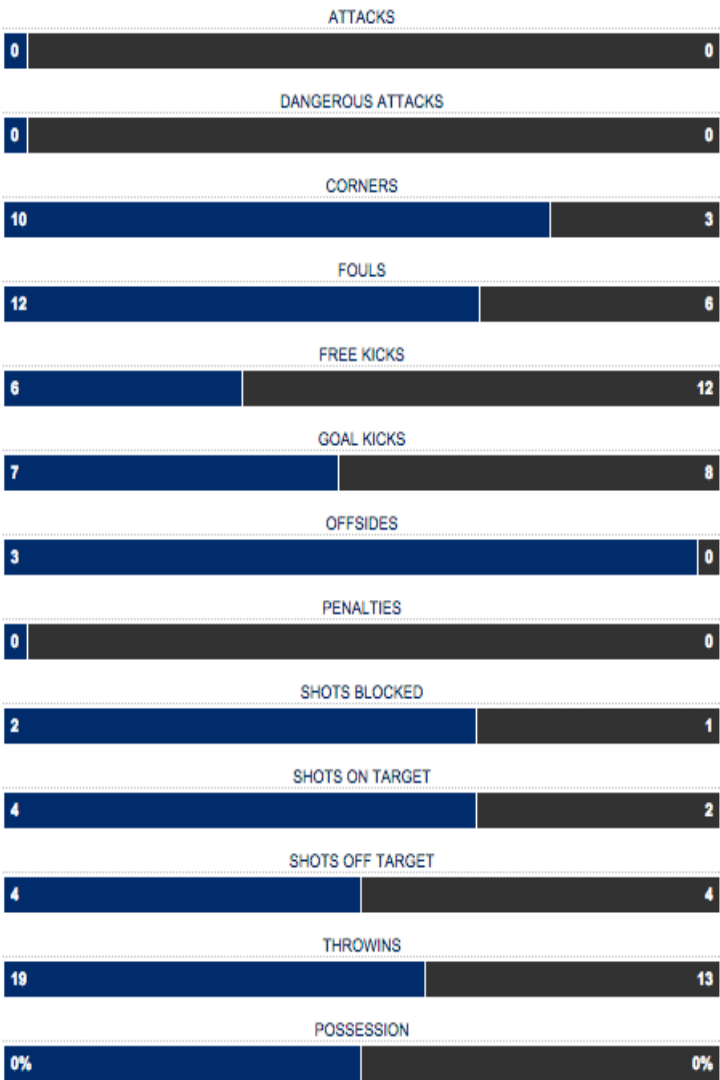 ATTACKS
0 0
DANGEROUS ATTACKS
0 0
CORNERS
10 3
FOULS
12 6
FREE KICKS
6 12
GOAL KICKS
7 8
OFFSIDES
3 0
PENALTIES
0 0
SHOTS BLOCKED
2 1
SHOTS ON TARGET
4 2
SHOTS OFF TARGET
4 4
THROWINS
19 13
POSSESSION
0% 0%